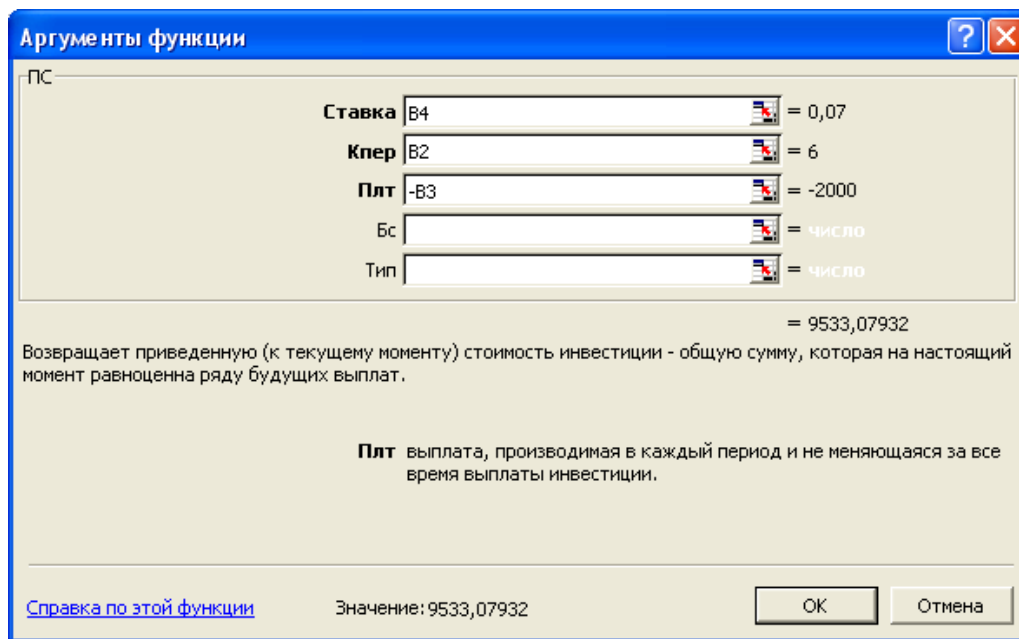 Аргументы функции
ПС
Ставка B4 = 0,07
Кпер B2 = 6
Плт -B3 = -2000
Бс = число
Тип = число
= 9533,07932
Возвращает приведенную (к текущему моменту) стоимость инвестиции - общую сумму, которая на настоящий
момент равноценна ряду будущих выплат.
Плт выплата, производимая в каждый период и не меняющаяся за все
время выплаты инвестиции.
Справка по этой функции Значение:9533,07932 ОК Отмена